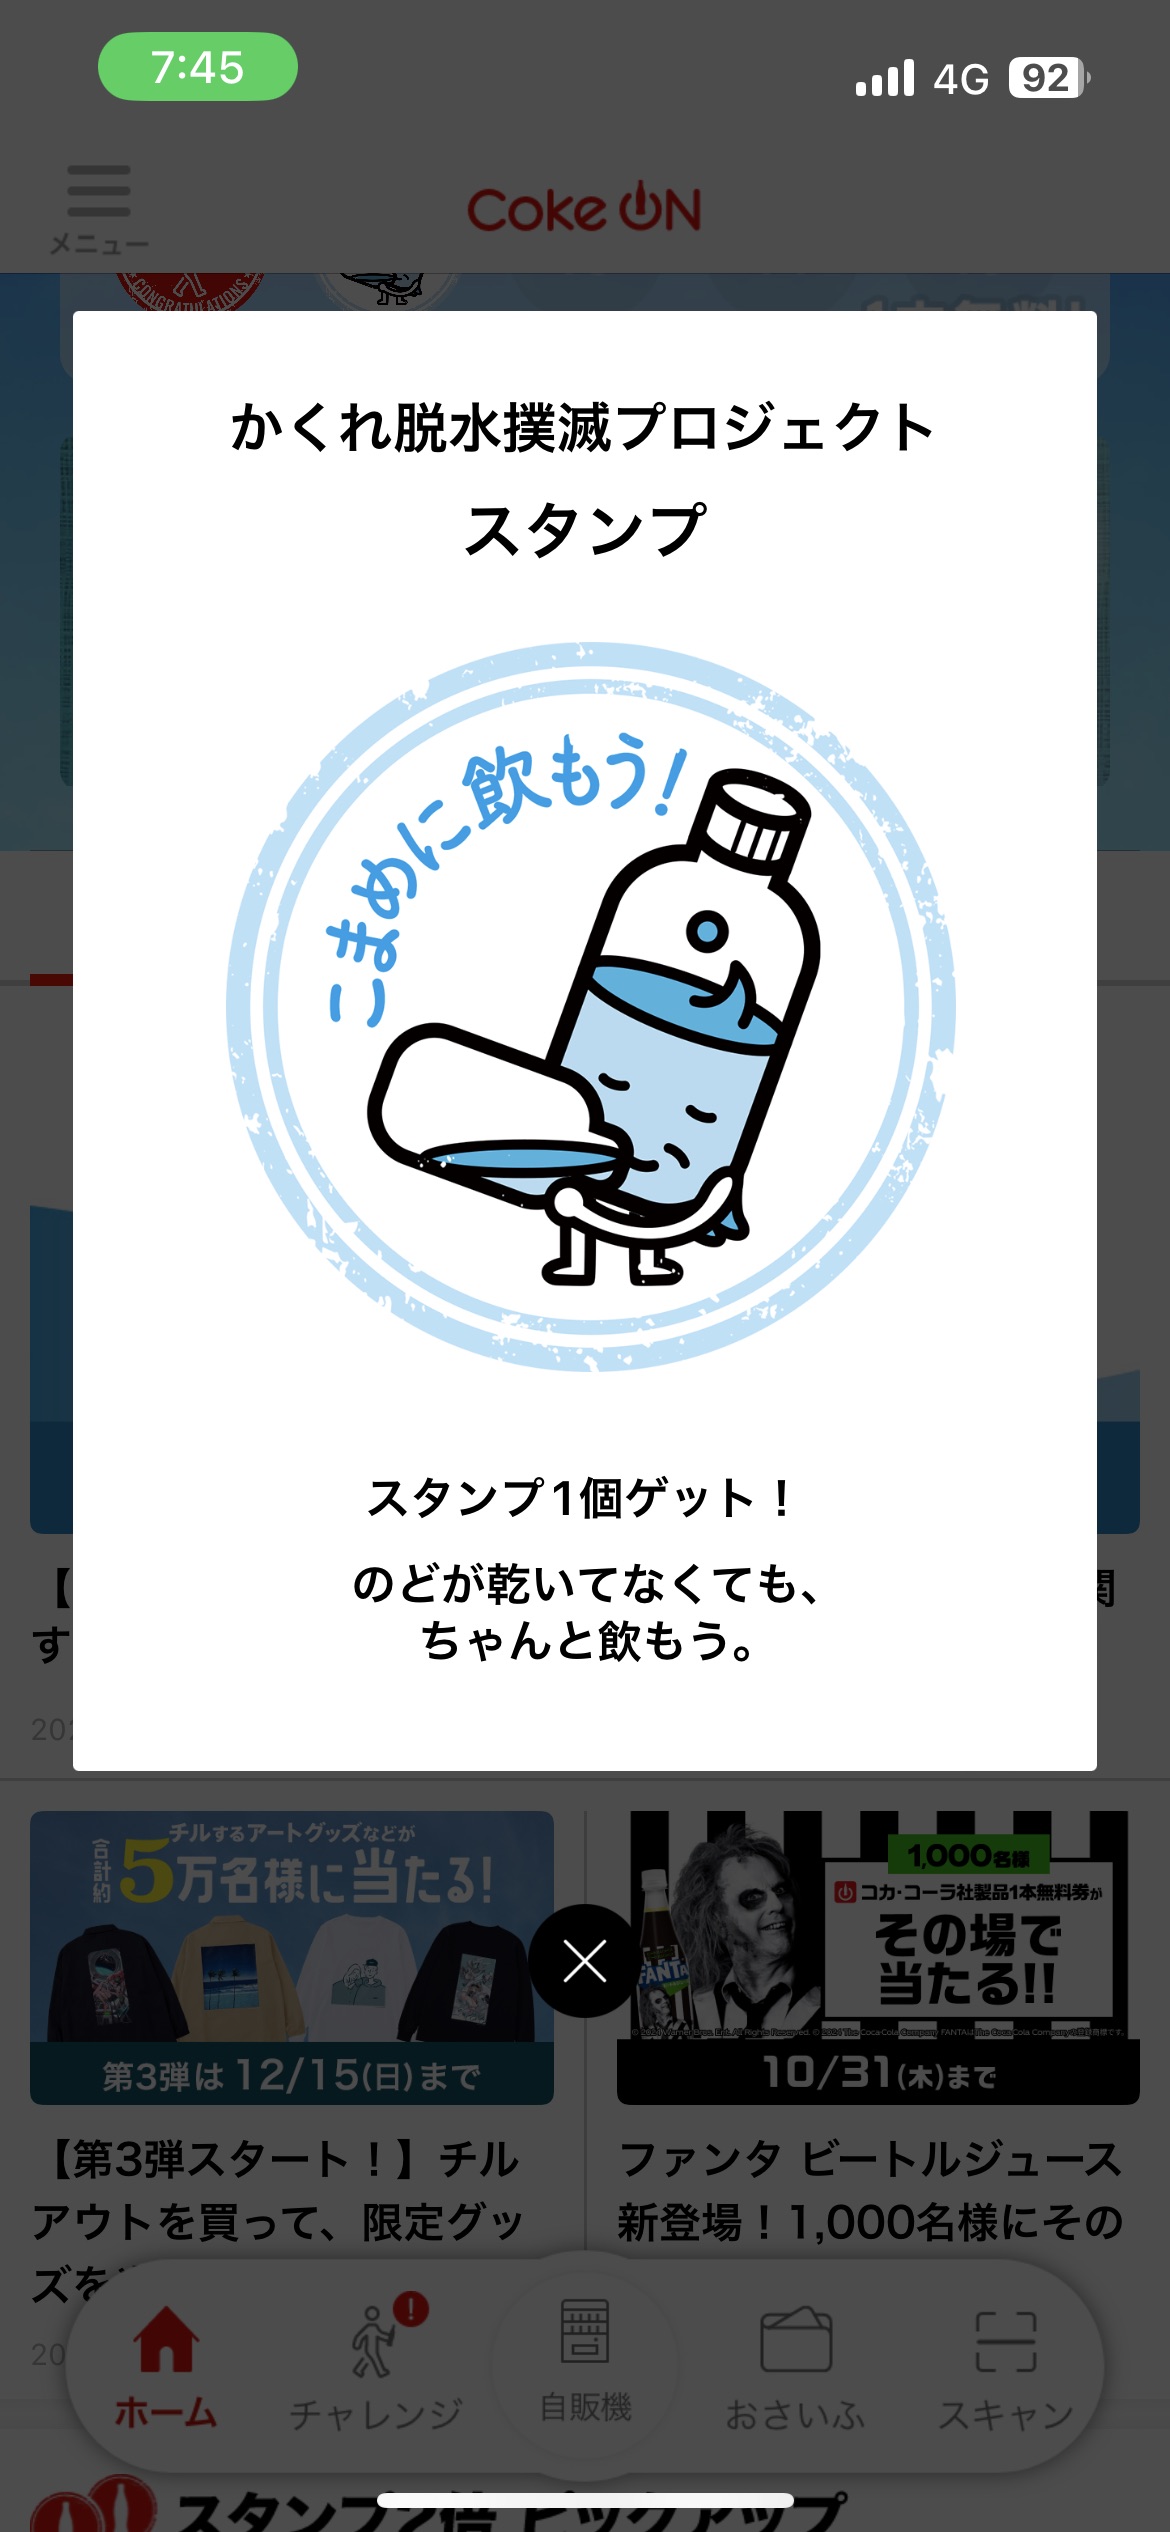 7:45
4G
92
メニュー
Coke ON
CONGRATULATIONS
かくれ脱水撲滅プロジェクト
スタンプ
こまめに飲もう!
スタンプ1個ゲット！
のどが乾いてなくても、
ちゃんと飲もう。
チルするアートグッズなどが
合計約
5万名様に当たる!
第3弾は 12/15(日)まで
【第3弾スタート！】チル
アウトを買って、限定グッ
ズを
1,000名様
コカ・コーラ社製品1本無料券が
その場で
当たる!!
FANTA
10/31(木)まで
ファンタ ビートルジュース
新登場！1,000名様にその
ホーム
チャレンジ
!
自販機
おさいふ
スキャン
スタンプ2倍 ピックアップ